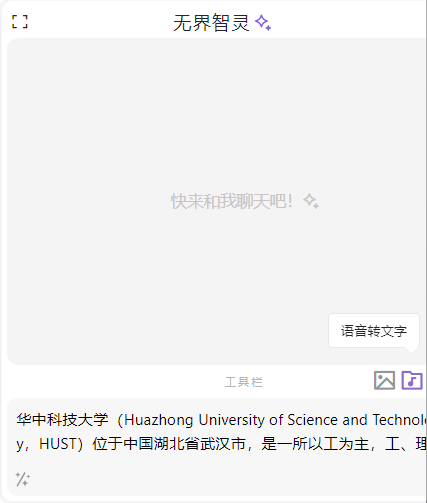 无界智灵
快来和我聊天吧！
语音转文字
工具栏
华中科技大学（Huazhong University of Science and Technolo
y，HUST）位于中国湖北省武汉市，是一所以工为主，工、理